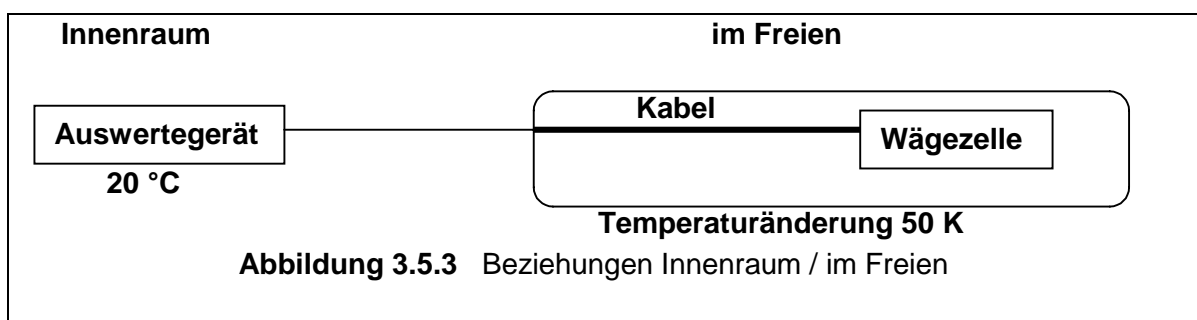 Innenraum im Freien
Kabel
Auswertegerät Wägezelle
20 °C
Temperaturänderung 50 K
Abbildung 3.5.3 Beziehungen Innenraum / im Freien